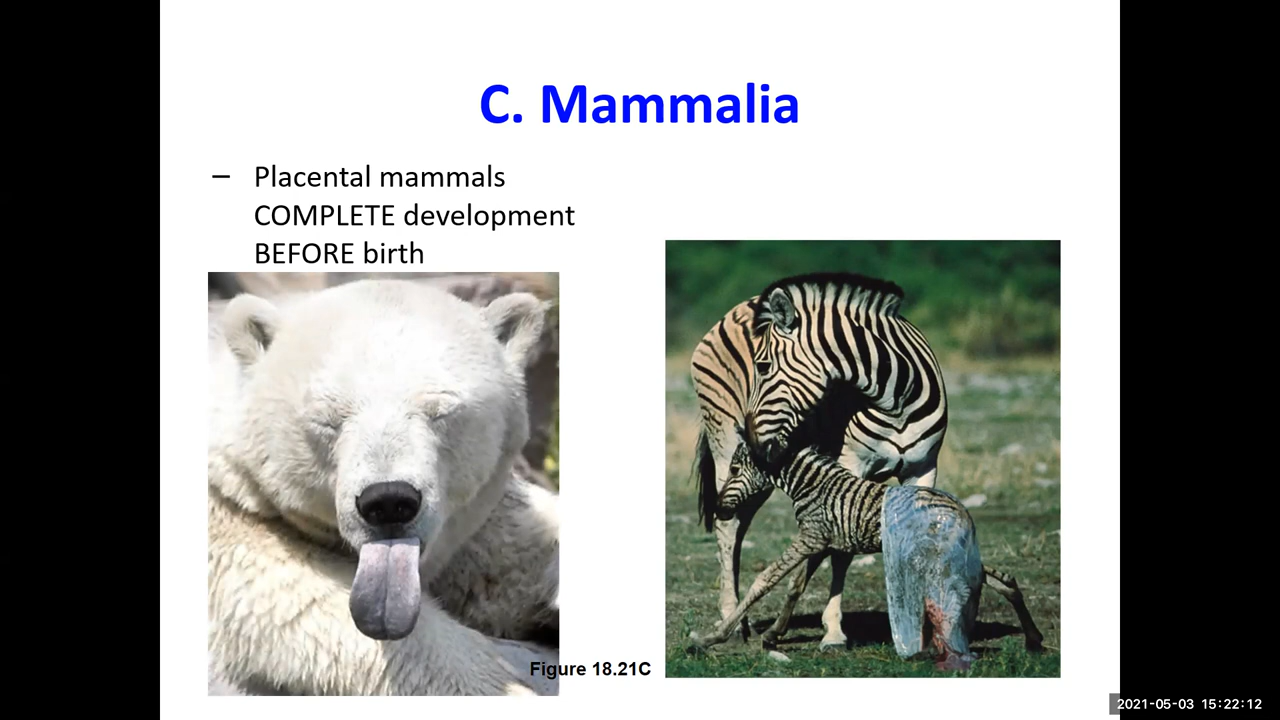 C. Mammalia
– Placental mammals
COMPLETE development
BEFORE birth
Figure 18.21C
2021-05-03 15:22:12